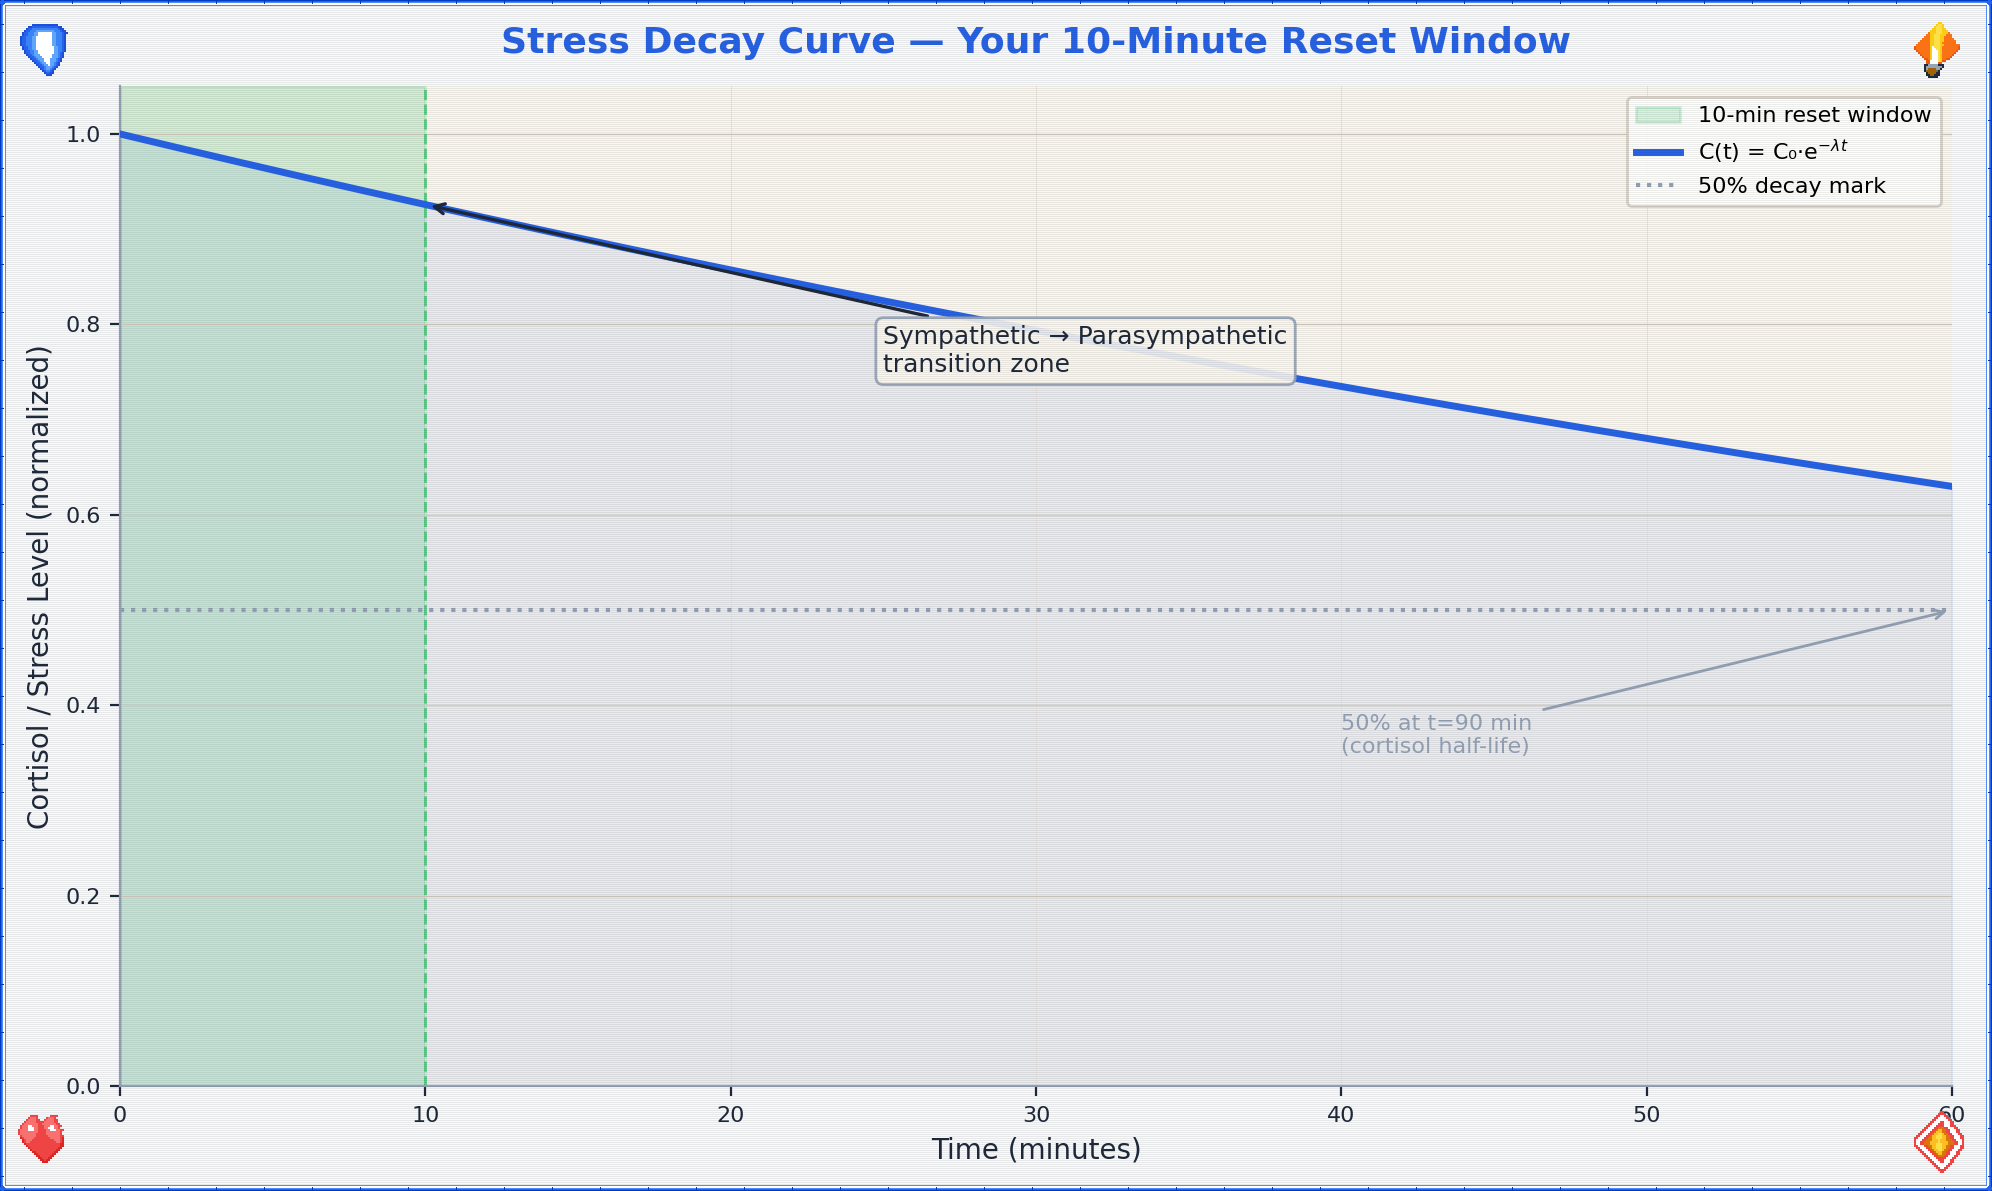 Stress Decay Curve — Your 10-Minute Reset Window
10-min reset window
C(t) = C₀·e^{−λt}
50% decay mark
Cortisol / Stress Level (normalized)
1.0
0.8
0.6
0.4
0.2
0.0
Sympathetic → Parasympathetic
transition zone
50% at t=90 min
(cortisol half-life)
0 10 20 30 40 50 60
Time (minutes)